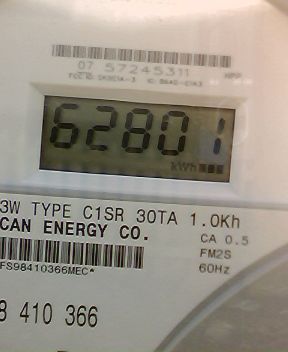 07 57245311
62801
kWh
3W TYPE C1SR 30TA 1.0Kh
CAN ENERGY CO.
CA 0.5
FM2S
60Hz
FS98410366MEC*
8 410 366